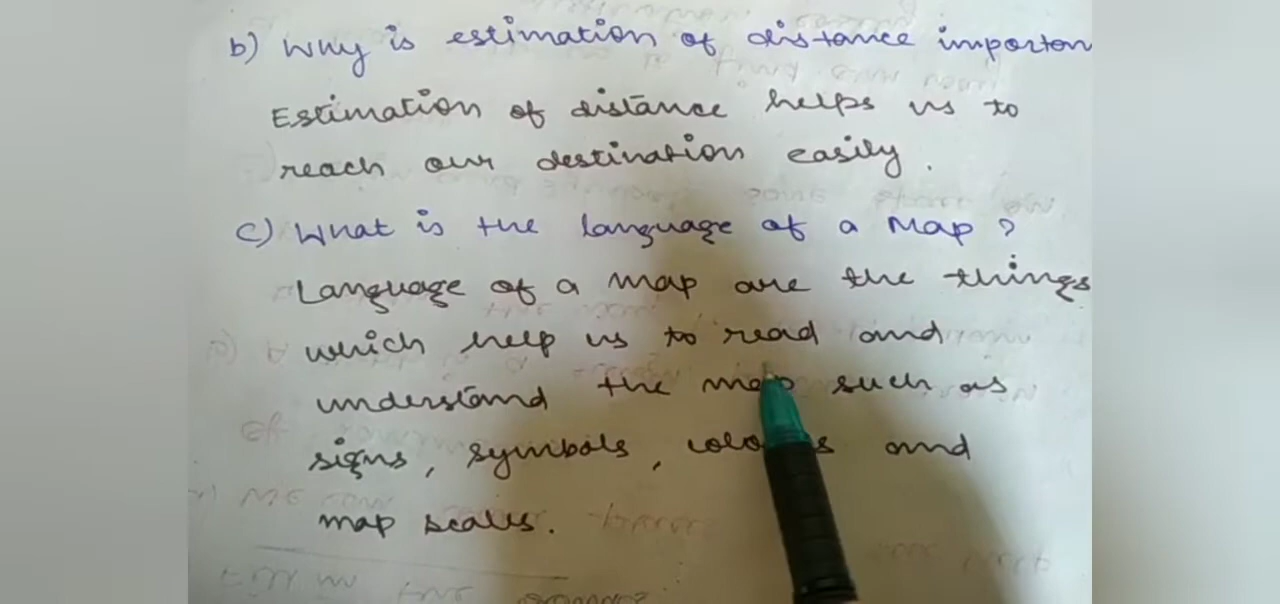 b) Why is estimation of distance importan
Estimation of distance helps us to
reach our destination easily.
c) What is the language of a Map?
Language of a map are the things
which help us to read and
understand the map such as
signs, symbols, colours and
map scales.